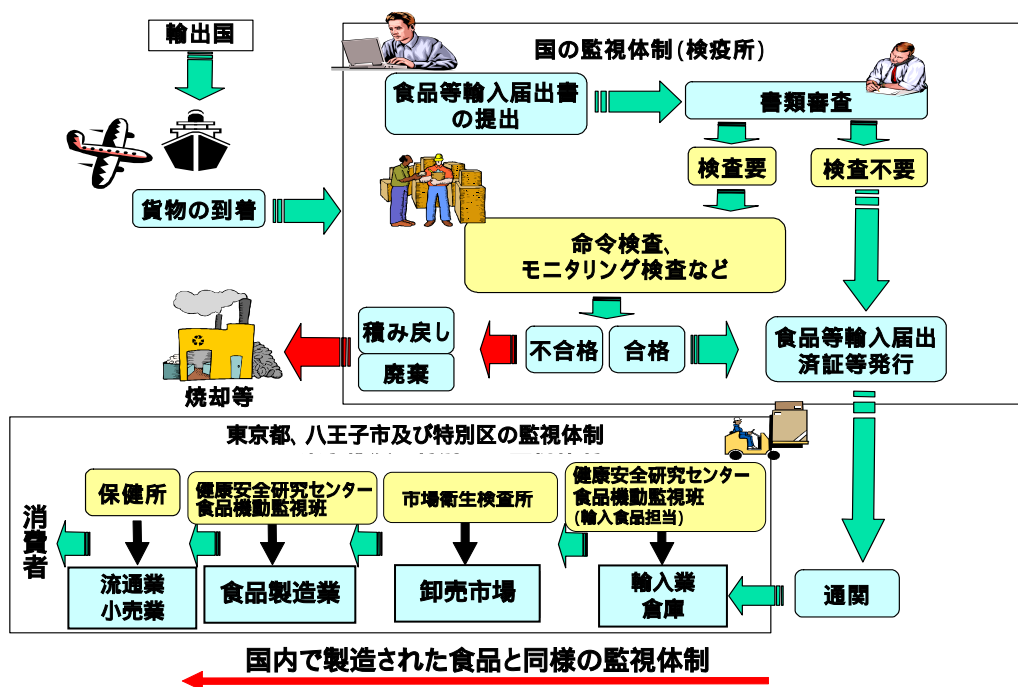 輸出国
国の監視体制(検疫所)
食品等輸入届出書
の提出
書類審査
検査要
検査不要
貨物の到着
命令検査、
モニタリング検査など
積み戻し
廃棄
不合格
合格
食品等輸入届出
済証等発行
焼却等
東京都、八王子市及び特別区の監視体制
保健所
健康安全研究センター
食品機動監視班
市場衛生検査所
健康安全研究センター
食品機動監視班
(輸入食品担当)
消費者
流通業
小売業
食品製造業
卸売市場
輸入業
倉庫
通関
国内で製造された食品と同様の監視体制